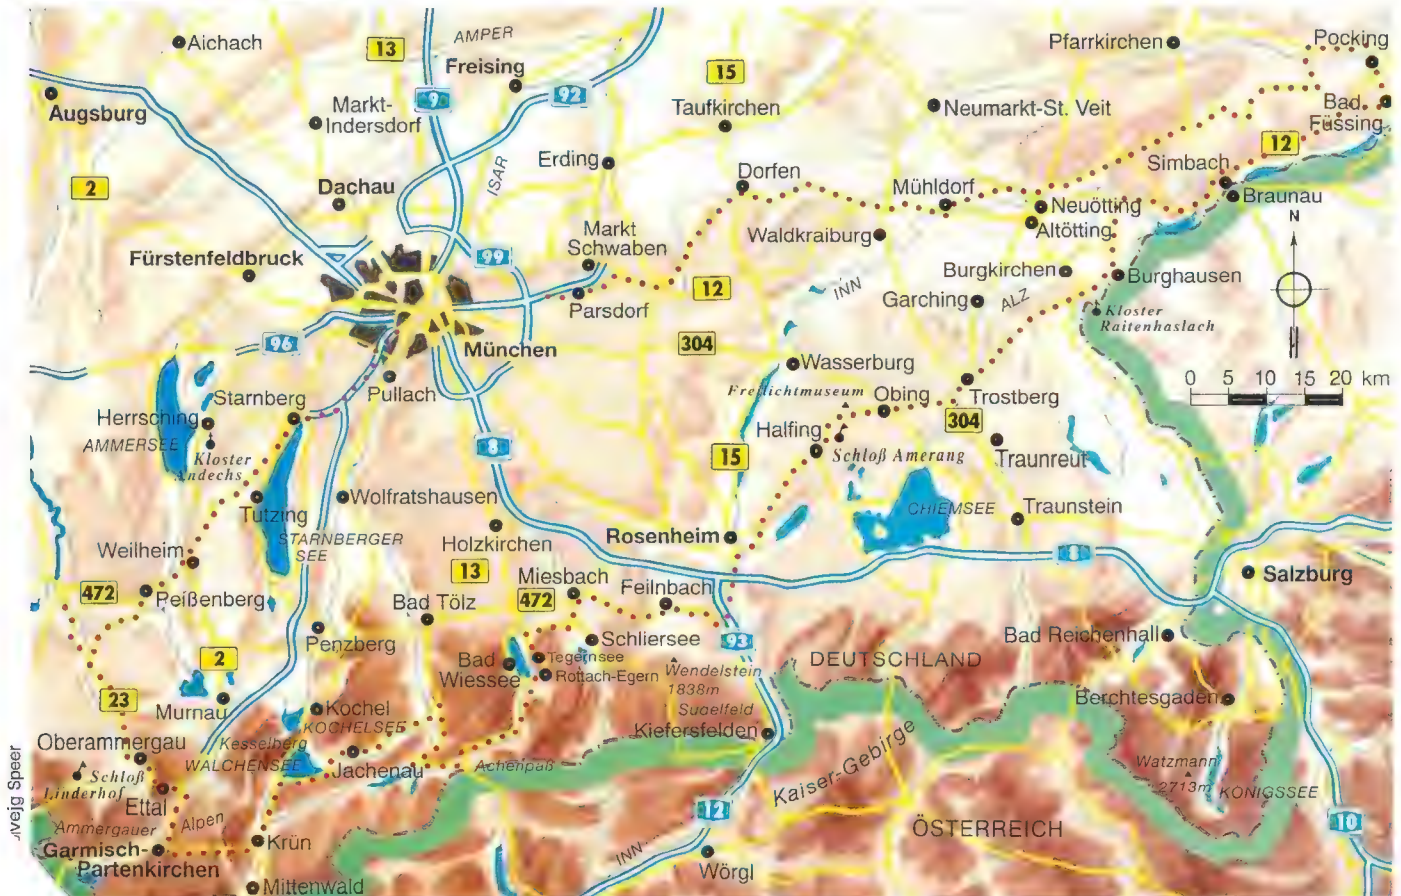 Aichach
13
AMPER
Freising
15
Pfarrkirchen
Pocking
Augsburg
Markt-
Indersdorf
9
92
Taufkirchen
Neumarkt-St. Veit
Bad
Füssing
2
Dachau
Erding
ISAR
Dorfen
Mühldorf
Simbach
12
Braunau
Neuötting
Altötting
N
Fürstenfeldbruck
99
Markt
Schwaben
Waldkraiburg
Burgkirchen
Burghausen
Parsdorf
12
INN
Garching
ALZ
Kloster
Raitenhaslach
96
München
304
Wasserburg
0 5 10 15 20 km
Starnberg
Pullach
Freilichtmuseum
Obing
Trostberg
Herrsching
AMMERSEE
Kloster
Andechs
8
15
Halfing
Schloß Amerang
304
Traunreut
Tutzing
Wolfratshausen
CHIEMSEE
Traunstein
STARNBERGER
SEE
Holzkirchen
Rosenheim
Weilheim
8
Salzburg
472
Peißenberg
13
Miesbach
472
Feilnbach
Bad Tölz
Penzberg
93
Bad Reichenhall
2
Bad
Wiessee
Schliersee
Tegernsee
Rottach-Egern
Wendelstein
1838m
Sudelfeld
DEUTSCHLAND
23
Murnau
Kochel
KOCHELSEE
Kiefersfelden
Berchtesgaden
Oberammergau
Kesselberg
WALCHENSEE
Jachenau
Achenpaß
Kaiser-Gebirge
Watzmann
2713m
KÖNIGSSEE
Schloß
Linderhof
Ettal
12
10
Ammergauer
Alpen
ÖSTERREICH
Garmisch-
Partenkirchen
Krün
INN
Wörgl
Mittenwald
Speer